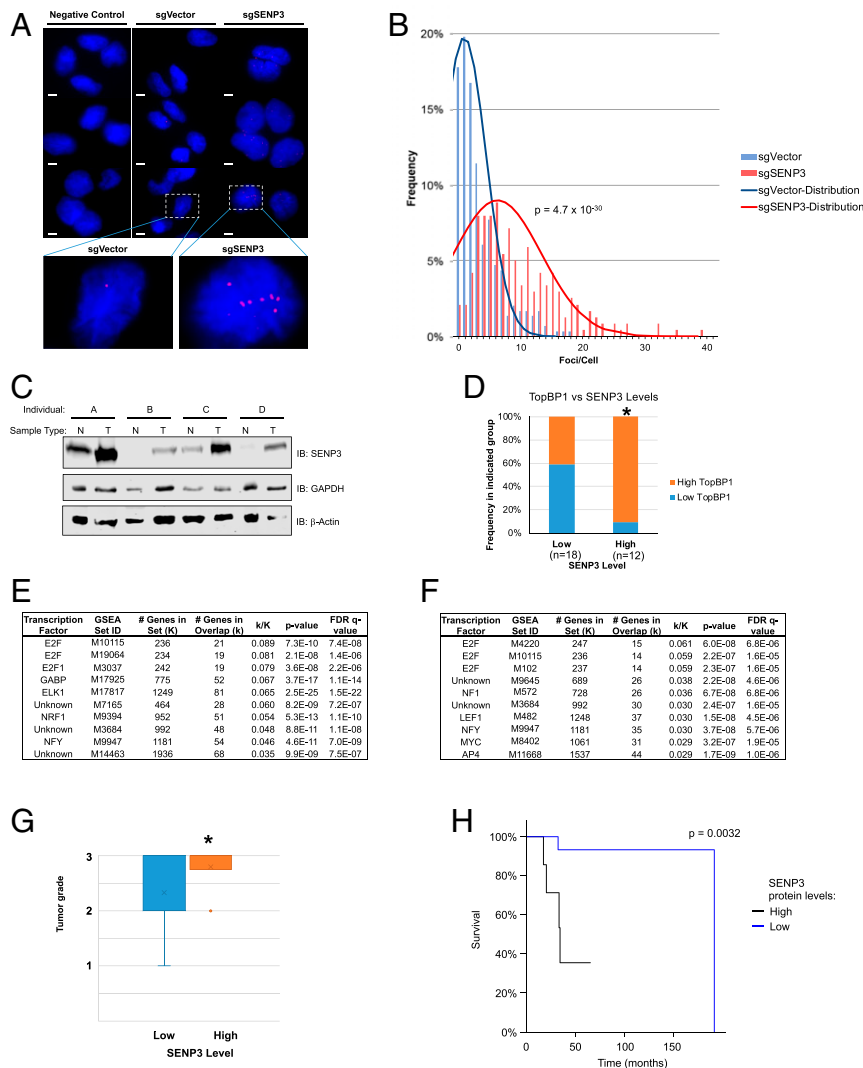 A
Negative Control sgVector sgSENP3
sgVector sgSENP3
B
20%
15%
10%
5%
0%
Frequency
p = 4.7 x 10-30
0 10 20 30 40
Foci/Cell
sgVector
sgSENP3
sgVector-Distribution
sgSENP3-Distribution
C
Individual: A B C D
Sample Type: N T N T N T N T
IB: SENP3
IB: GAPDH
IB: β-Actin
D
TopBP1 vs SENP3 Levels
100%
80%
60%
40%
20%
0%
Frequency in indicated group
*
High TopBP1
Low TopBP1
Low High
(n=18) (n=12)
SENP3 Level
E
Transcription GSEA # Genes in # Genes in k/K p-value FDR q-
Factor Set ID Set (K) Overlap (k) value
E2F M10115 236 21 0.089 7.3E-10 7.4E-08
E2F M19064 234 19 0.081 2.1E-08 1.4E-06
E2F1 M3037 242 19 0.079 3.6E-08 2.2E-06
GABP M17925 775 52 0.067 3.7E-17 1.1E-14
ELK1 M17817 1249 81 0.065 2.5E-25 1.5E-22
Unknown M7165 464 28 0.060 8.2E-09 7.2E-07
NRF1 M9394 952 51 0.054 5.3E-13 1.1E-10
Unknown M3684 992 48 0.048 8.8E-11 1.1E-08
NFY M9947 1181 54 0.046 4.6E-11 7.0E-09
Unknown M14463 1936 68 0.035 9.9E-09 7.5E-07
F
Transcription GSEA # Genes in # Genes in k/K p-value FDR q-
Factor Set ID Set (K) Overlap (k) value
E2F M4220 247 15 0.061 6.0E-08 6.8E-06
E2F M10115 236 14 0.059 2.2E-07 1.6E-05
E2F M102 237 14 0.059 2.3E-07 1.6E-05
Unknown M9645 689 26 0.038 2.2E-08 4.6E-06
NF1 M572 728 26 0.036 6.7E-08 6.8E-06
Unknown M3684 992 30 0.030 2.4E-07 1.6E-05
LEF1 M482 1248 37 0.030 1.5E-08 4.5E-06
NFY M9947 1181 35 0.030 3.7E-08 5.7E-06
MYC M8402 1061 31 0.029 3.2E-07 1.9E-05
AP4 M11668 1537 44 0.029 1.7E-09 1.0E-06
G
*
3
2
1
Tumor grade
Low High
SENP3 Level
H
100%
80%
60%
40%
20%
0%
Survival
p = 0.0032
SENP3
protein levels:
High
Low
0 50 100 150
Time (months)